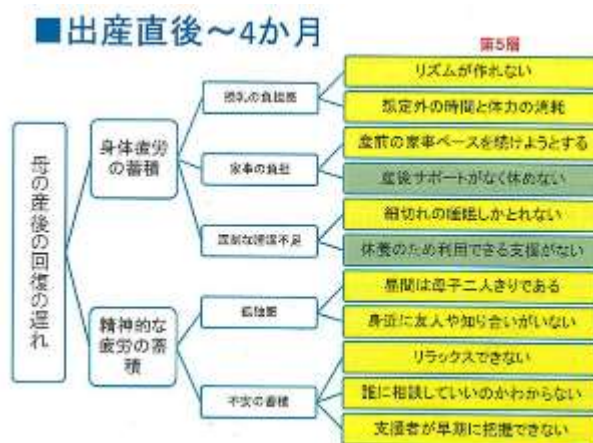 ■出産直後～4か月
第5層
母の産後の回復の遅れ
身体疲労
の蓄積
精神的な
疲労の蓄
積
授乳の負担感
家事の負担
深刻な睡眠不足
孤独感
不安の蓄積
リズムが作れない
想定外の時間と体力の消耗
産前の家事ペースを続けようとする
産後サポートがなく休めない
細切れの睡眠しかとれない
休養のため利用できる支援がない
昼間は母子二人きりである
身近に友人や知り合いがいない
リラックスできない
誰に相談していいのかわからない
支援者が早期に把握できない